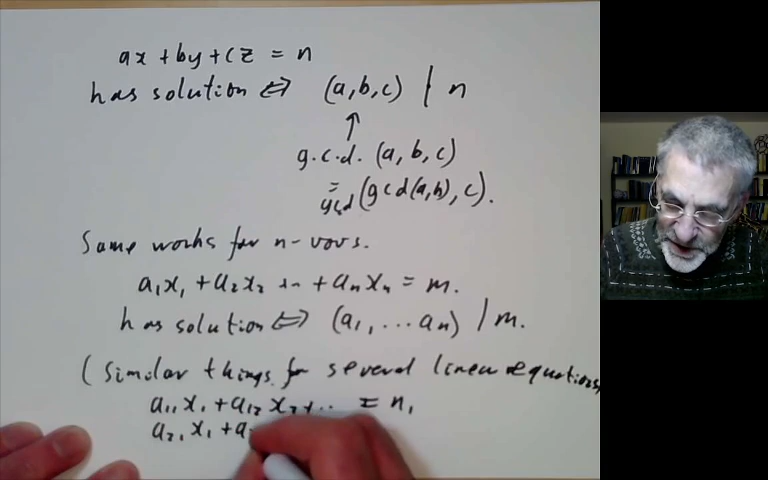 ax + by + cz = n
has solution ⇔ (a,b,c) | n
↑
g.c.d. (a, b, c)
= gcd (gcd(a,b), c).
Same works for n-vars.
a₁x₁ + a₂x₂ ... + aₙxₙ = m.
has solution ⇔ (a₁, ... aₙ) | m.
(Similar things for several linear equations
a₁₁x₁ + a₁₂x₂ + ... = n₁
a₂₁x₁ + a